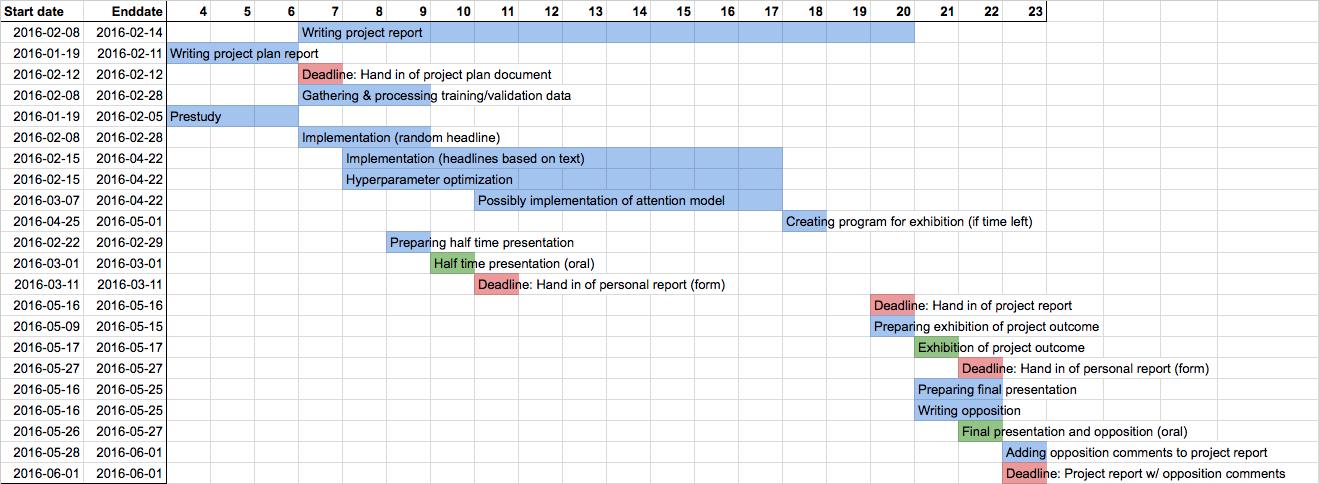 Start date Enddate 4 5 6 7 8 9 10 11 12 13 14 15 16 17 18 19 20 21 22 23
2016-02-08 2016-02-14 Writing project report
2016-01-19 2016-02-11 Writing project plan report
2016-02-12 2016-02-12 Deadline: Hand in of project plan document
2016-02-08 2016-02-28 Gathering & processing training/validation data
2016-01-19 2016-02-05 Prestudy
2016-02-08 2016-02-28 Implementation (random headline)
2016-02-15 2016-04-22 Implementation (headlines based on text)
2016-02-15 2016-04-22 Hyperparameter optimization
2016-03-07 2016-04-22 Possibly implementation of attention model
2016-04-25 2016-05-01 Creating program for exhibition (if time left)
2016-02-22 2016-02-29 Preparing half time presentation
2016-03-01 2016-03-01 Half time presentation (oral)
2016-03-11 2016-03-11 Deadline: Hand in of personal report (form)
2016-05-16 2016-05-16 Deadline: Hand in of project report
2016-05-09 2016-05-15 Preparing exhibition of project outcome
2016-05-17 2016-05-17 Exhibition of project outcome
2016-05-27 2016-05-27 Deadline: Hand in of personal report (form)
2016-05-16 2016-05-25 Preparing final presentation
2016-05-16 2016-05-25 Writing opposition
2016-05-26 2016-05-27 Final presentation and opposition (oral)
2016-05-28 2016-06-01 Adding opposition comments to project report
2016-06-01 2016-06-01 Deadline: Project report w/ opposition comments